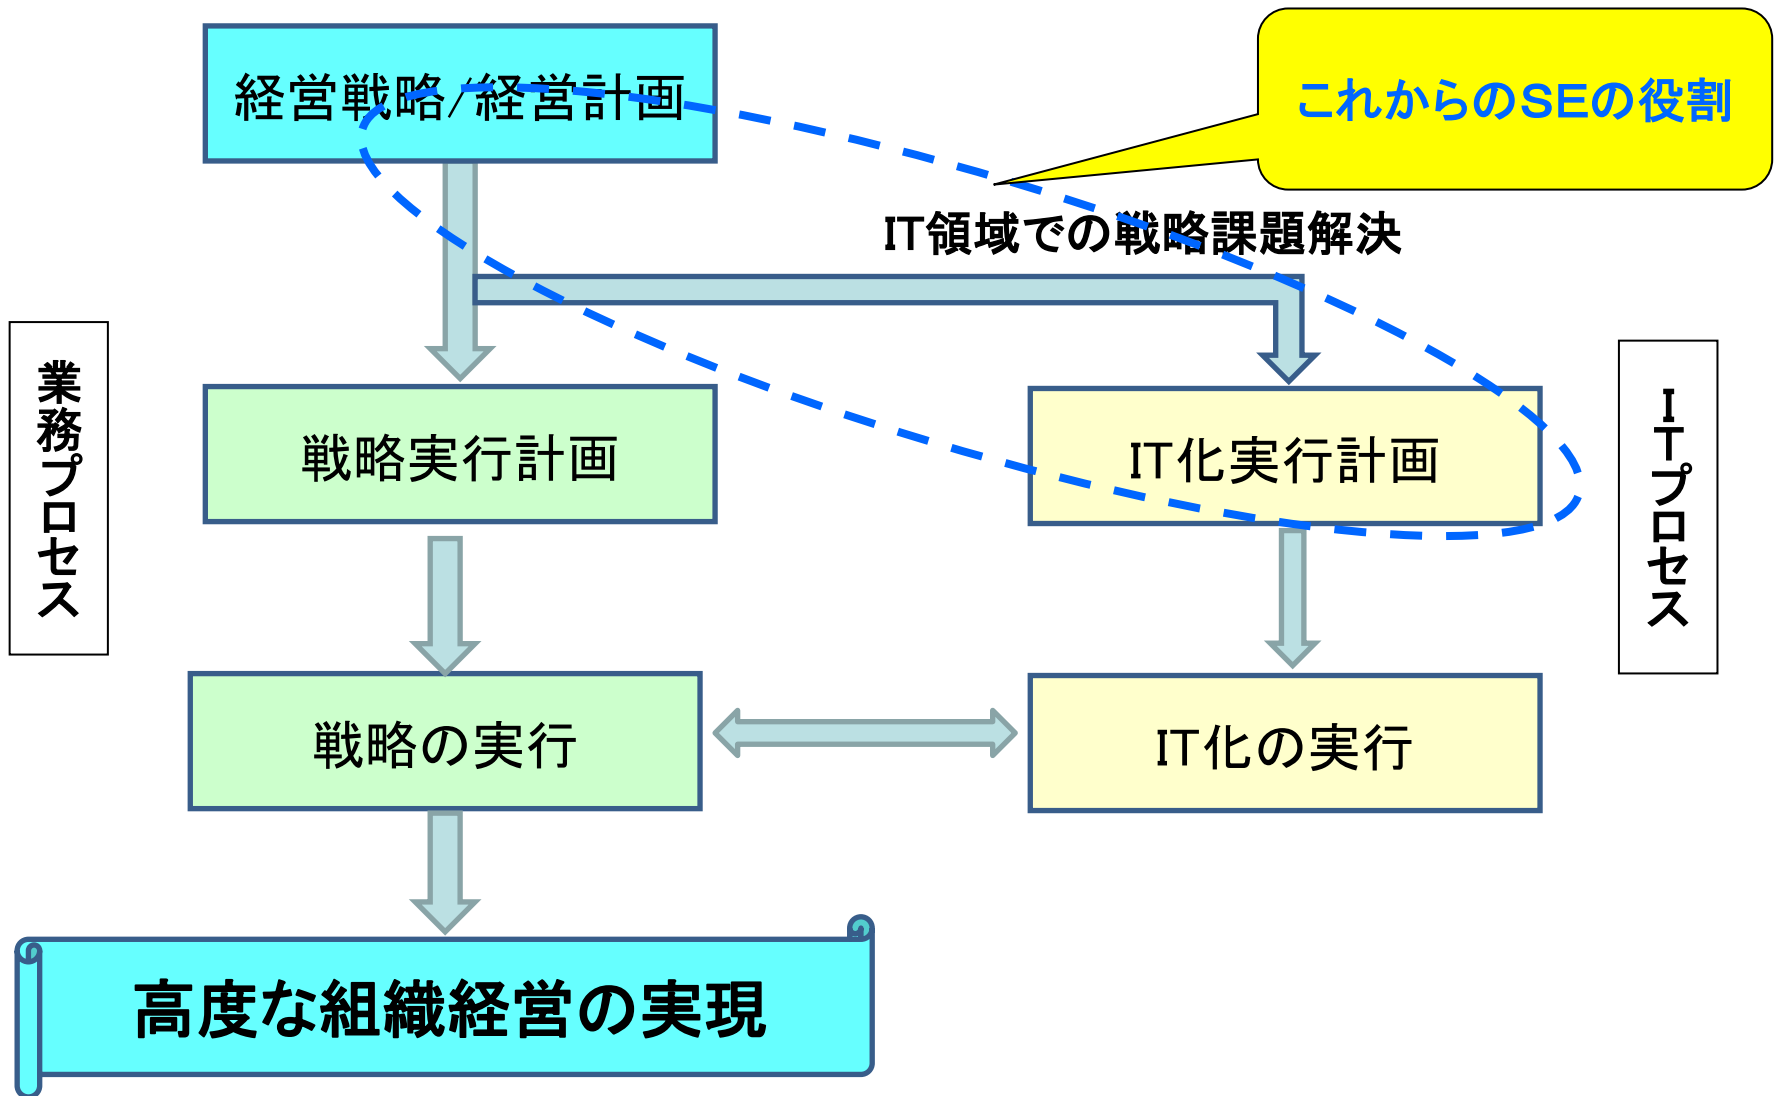 経営戦略/経営計画
これからのSEの役割
IT領域での戦略課題解決
業務プロセス
戦略実行計画
IT化実行計画
ITプロセス
戦略の実行
IT化の実行
高度な組織経営の実現